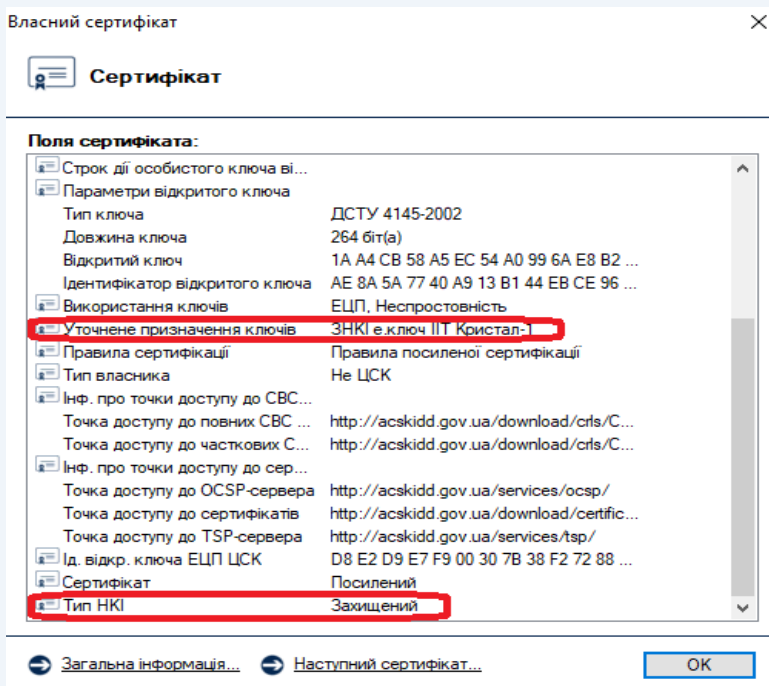 Власний сертифікат
Сертифікат
Поля сертифіката:
Строк дії особистого ключа ві...
Параметри відкритого ключа
Тип ключа ДСТУ 4145-2002
Довжина ключа 264 біт(а)
Відкритий ключ 1A A4 CB 58 A5 EC 54 A0 99 6A E8 B2 ...
Ідентифікатор відкритого ключа AE 8A 5A 77 40 A9 13 B1 44 EB CE 96 ...
Використання ключів ЕЦП, Неспростовність
Уточнене призначення ключів ЗНКІ е.ключ ІІТ Кристал-1
Правила сертифікації Правила посиленої сертифікації
Тип власника Не ЦСК
Інф. про точки доступу до СВС...
Точка доступу до повних СВС ... http://acskidd.gov.ua/download/crls/C...
Точка доступу до часткових С... http://acskidd.gov.ua/download/crls/C...
Інф. про точки доступу до сер...
Точка доступу до OCSP-сервера http://acskidd.gov.ua/services/ocsp/
Точка доступу до сертифікатів http://acskidd.gov.ua/download/certific...
Точка доступу до TSP-сервера http://acskidd.gov.ua/services/tsp/
Ід. відкр. ключа ЕЦП ЦСК D8 E2 D9 E7 F9 00 30 7B 38 F2 72 88 ...
Сертифікат Посилений
Тип НКІ Захищений
Загальна інформація... Наступний сертифікат... OK